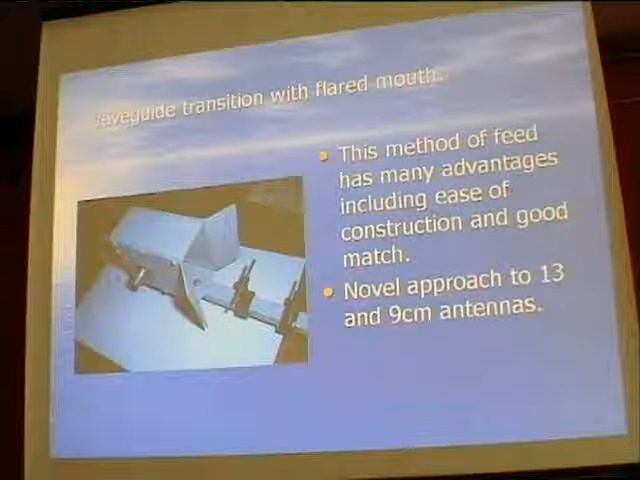 Waveguide transition with flared mouth..
This method of feed
has many advantages
including ease of
construction and good
match.
Novel approach to 13
and 9cm antennas.